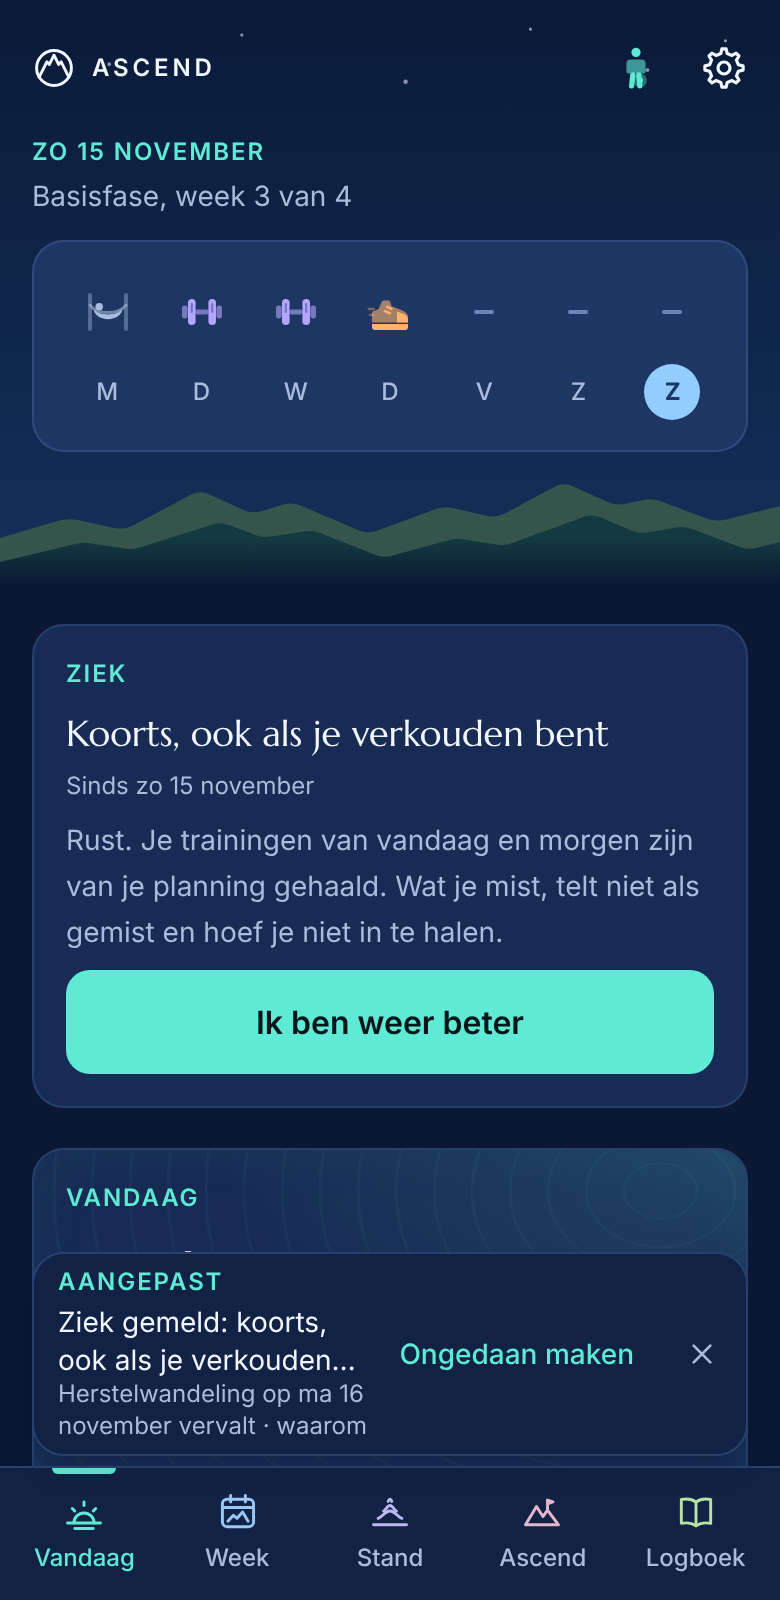 ASCEND
ZO 15 NOVEMBER
Basisfase, week 3 van 4
M D W D V Z Z
ZIEK
Koorts, ook als je verkouden bent
Sinds zo 15 november
Rust. Je trainingen van vandaag en morgen zijn
van je planning gehaald. Wat je mist, telt niet als
gemist en hoef je niet in te halen.
Ik ben weer beter
VANDAAG
AANGEPAST
Ziek gemeld: koorts,
ook als je verkouden...
Herstelwandeling op ma 16
november vervalt · waarom
Ongedaan maken
Vandaag Week Stand Ascend Logboek